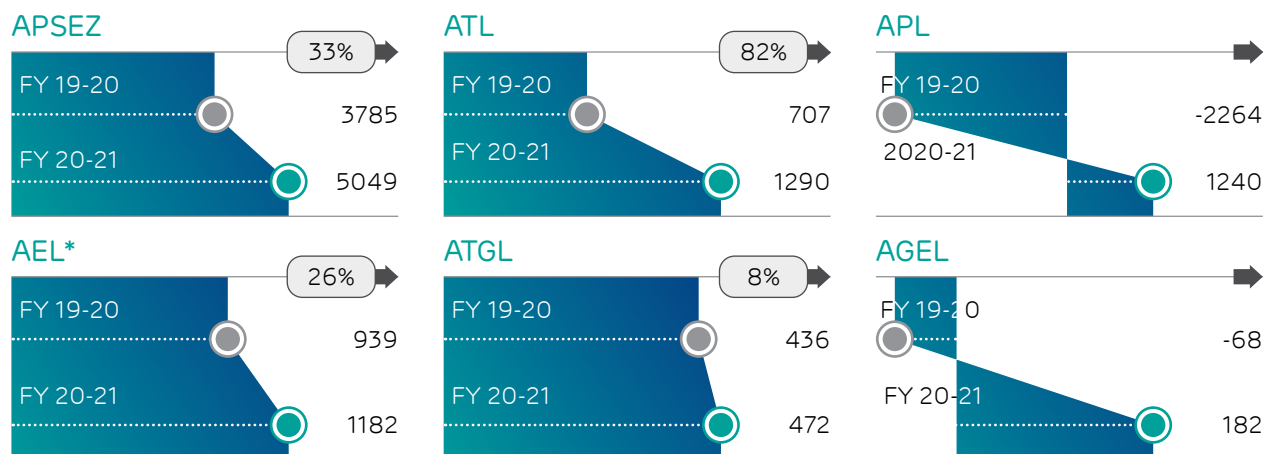 APSEZ
33%
FY 19-20
3785
FY 20-21
5049
ATL
82%
FY 19-20
707
FY 20-21
1290
APL
FY 19-20
-2264
2020-21
1240
AEL*
26%
FY 19-20
939
FY 20-21
1182
ATGL
8%
FY 19-20
436
FY 20-21
472
AGEL
FY 19-20
-68
FY 20-21
182